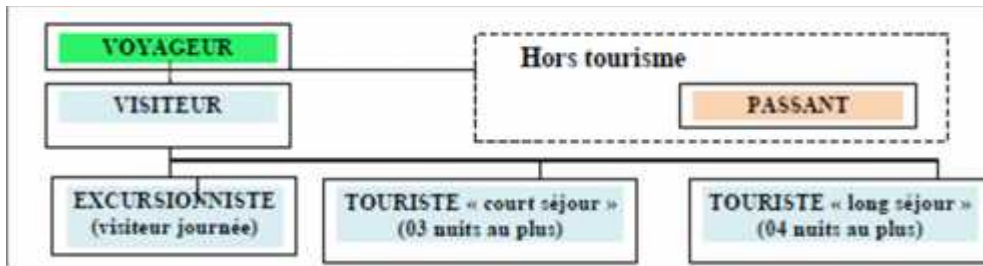 VOYAGEUR
Hors tourisme
VISITEUR
PASSANT
EXCURSIONNISTE
(visiteur journée)
TOURISTE « court séjour »
(03 nuits au plus)
TOURISTE « long séjour »
(04 nuits au plus)